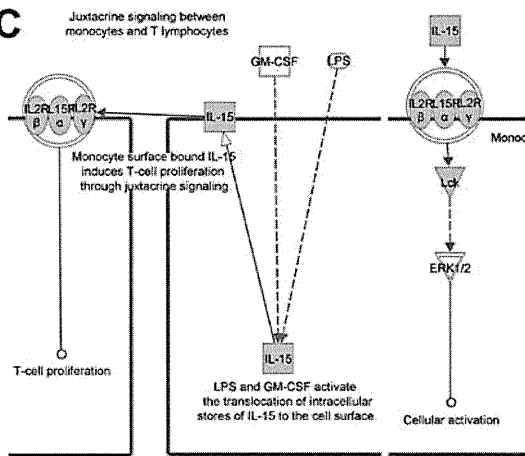 C
Juxtacrine signaling between
monocytes and T lymphocytes
IL-15
GM-CSF
LPS
IL2R IL15R IL2R
β α γ
IL-15
IL2R IL15R IL2R
β α γ
Monoc
Monocyte surface bound IL-15
induces T-cell proliferation
through juxtacrine signaling
Lck
ERK1/2
IL-15
T-cell proliferation
LPS and GM-CSF activate
the translocation of intracellular
stores of IL-15 to the cell surface.
Cellular activation